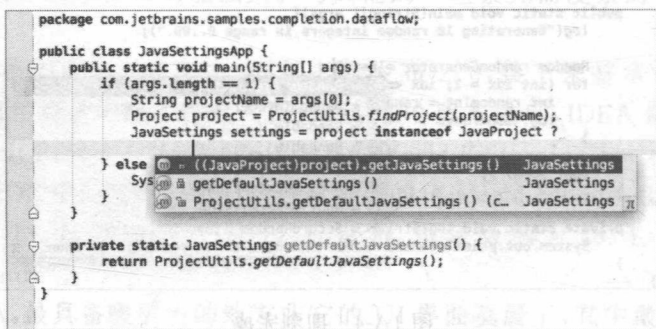 package com.jetbrains.samples.completion.dataflow;
public class JavaSettingsApp {
public static void main(String[] args) {
if (args.length == 1) {
String projectName = args[0];
Project project = ProjectUtils.findProject(projectName);
JavaSettings settings = project instanceof JavaProject ?
} else
((JavaProject)project).getJavaSettings() JavaSettings
Sys
getDefaultJavaSettings() JavaSettings
}
ProjectUtils.getDefaultJavaSettings() (c… JavaSettings π
}
private static JavaSettings getDefaultJavaSettings() {
return ProjectUtils.getDefaultJavaSettings();
}
}